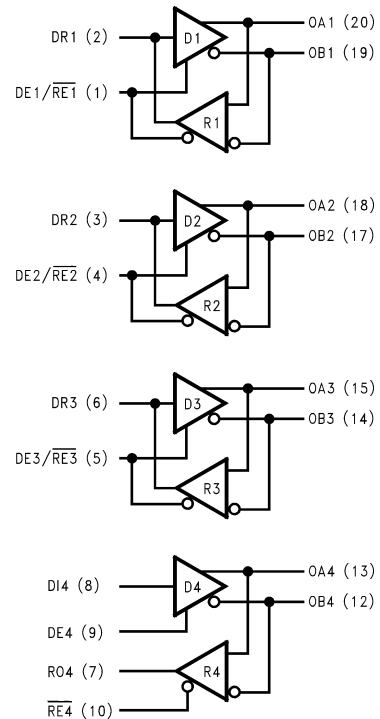 DR1 (2)
D1
OA1 (20)
OB1 (19)
DE1/RE1 (1)
R1
DR2 (3)
D2
OA2 (18)
OB2 (17)
DE2/RE2 (4)
R2
DR3 (6)
D3
OA3 (15)
OB3 (14)
DE3/RE3 (5)
R3
DI4 (8)
D4
OA4 (13)
OB4 (12)
DE4 (9)
RO4 (7)
R4
RE4 (10)